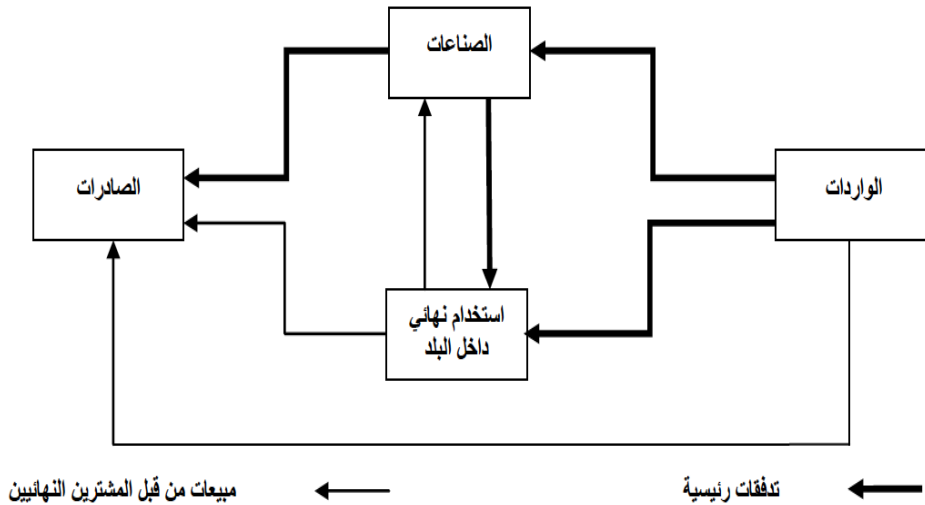 الصناعات
الواردات
الصادرات
استخدام نهائي
داخل البلد
تدفقات رئيسية
مبيعات من قبل المشترين النهائيين